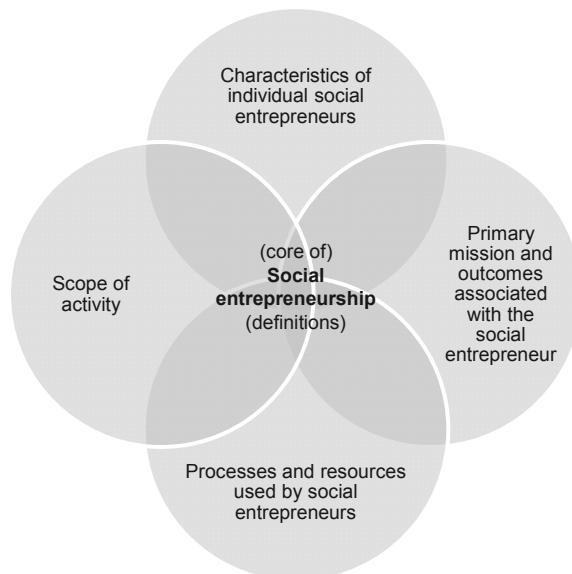 Characteristics of
individual social
entrepreneurs
Scope of
activity
(core of)
Social
entrepreneurship
(definitions)
Primary
mission and
outcomes
associated
with the
social
entrepreneur
Processes and resources
used by social
entrepreneurs